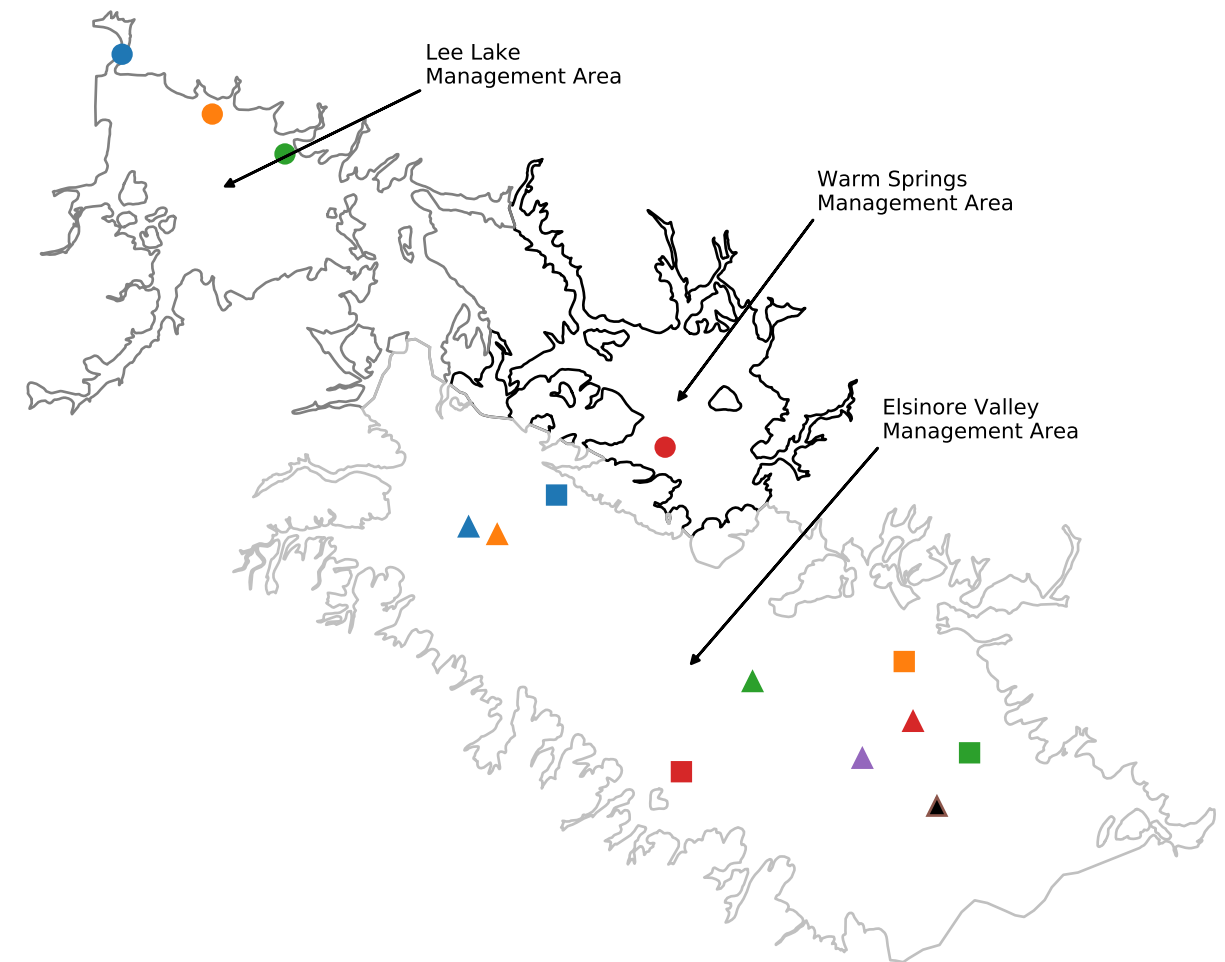 Lee Lake
Management Area
Warm Springs
Management Area
Elsinore Valley
Management Area